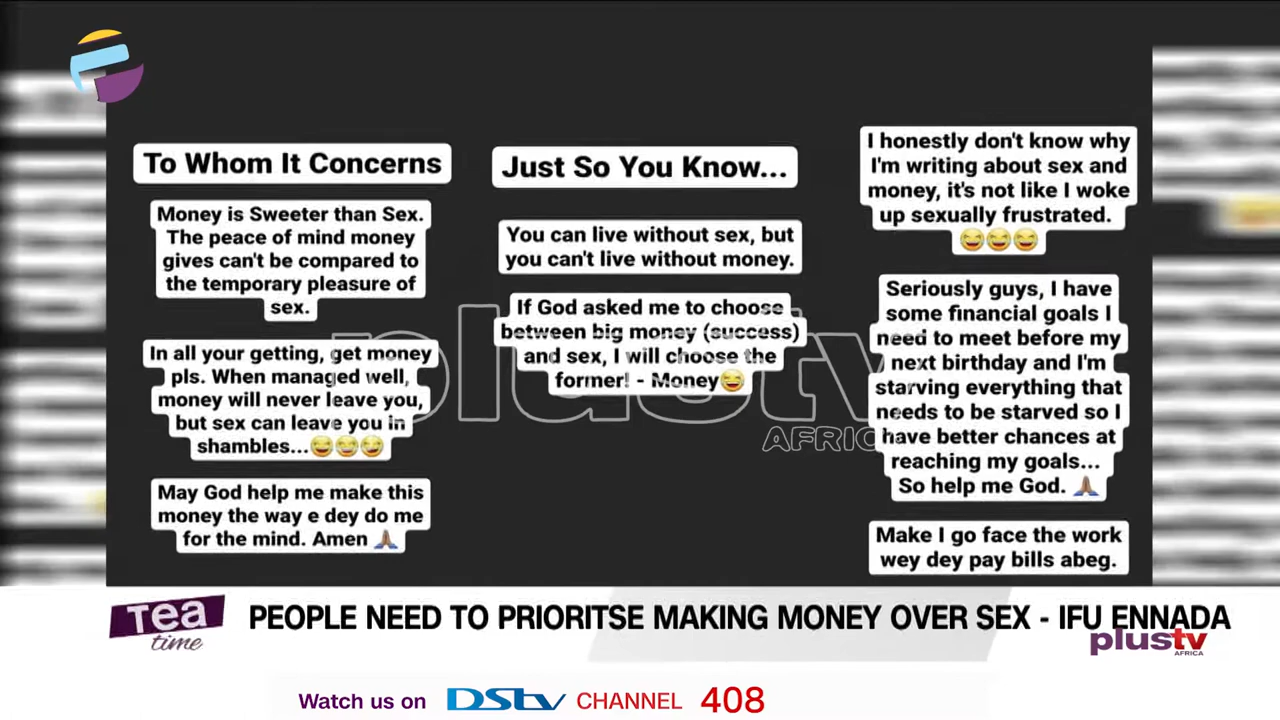 To Whom It Concerns
Money is Sweeter than Sex.
The peace of mind money
gives can't be compared to
the temporary pleasure of
sex.
In all your getting, get money
pls. When managed well,
money will never leave you,
but sex can leave you in
shambles...😂😂😂
May God help me make this
money the way e dey do me
for the mind. Amen 🙏🏽
Just So You Know...
You can live without sex, but
you can't live without money.
If God asked me to choose
between big money (success)
and sex, I will choose the
former! - Money😂
I honestly don't know why
I'm writing about sex and
money, it's not like I woke
up sexually frustrated.
😂😂😂
Seriously guys, I have
some financial goals I
need to meet before my
next birthday and I'm
starving everything that
needs to be starved so I
have better chances at
reaching my goals...
So help me God. 🙏🏽
Make I go face the work
wey dey pay bills abeg.
plustv
AFRICA
Tea
time
PEOPLE NEED TO PRIORITSE MAKING MONEY OVER SEX - IFU ENNADA
plustv
AFRICA
Watch us on DStv CHANNEL 408